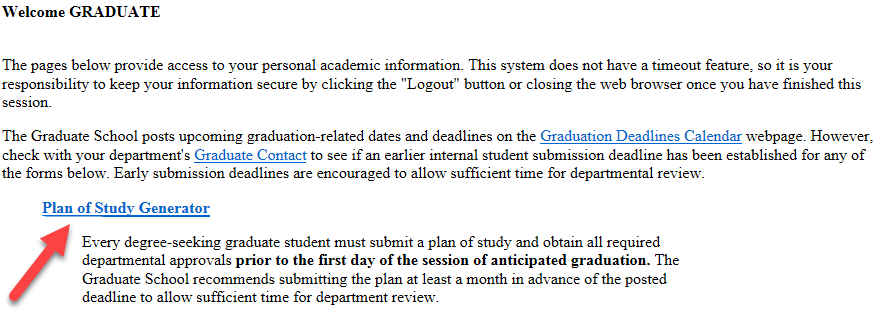 Welcome GRADUATE
The pages below provide access to your personal academic information. This system does not have a timeout feature, so it is your
responsibility to keep your information secure by clicking the "Logout" button or closing the web browser once you have finished this
session.
The Graduate School posts upcoming graduation-related dates and deadlines on the Graduation Deadlines Calendar webpage. However,
check with your department's Graduate Contact to see if an earlier internal student submission deadline has been established for any of
the forms below. Early submission deadlines are encouraged to allow sufficient time for departmental review.
Plan of Study Generator
Every degree-seeking graduate student must submit a plan of study and obtain all required
departmental approvals prior to the first day of the session of anticipated graduation. The
Graduate School recommends submitting the plan at least a month in advance of the posted
deadline to allow sufficient time for department review.